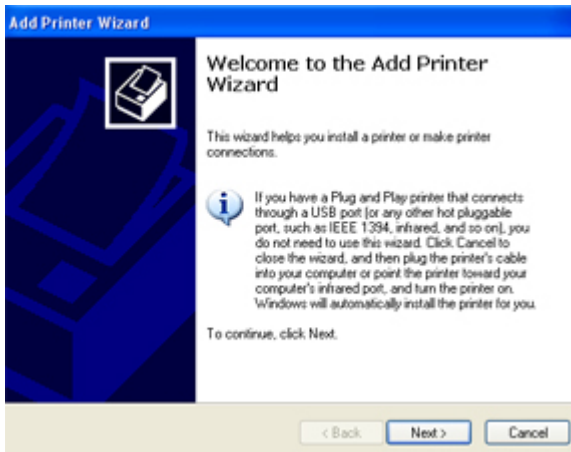 Add Printer Wizard
Welcome to the Add Printer
Wizard
This wizard helps you install a printer or make printer
connections.
If you have a Plug and Play printer that connects
through a USB port (or any other hot pluggable
port, such as IEEE 1394, infrared, and so on), you
do not need to use this wizard. Click Cancel to
close the wizard, and then plug the printer's cable
into your computer or point the printer toward your
computer's infrared port, and turn the printer on.
Windows will automatically install the printer for you.
To continue, click Next.
< Back Next > Cancel